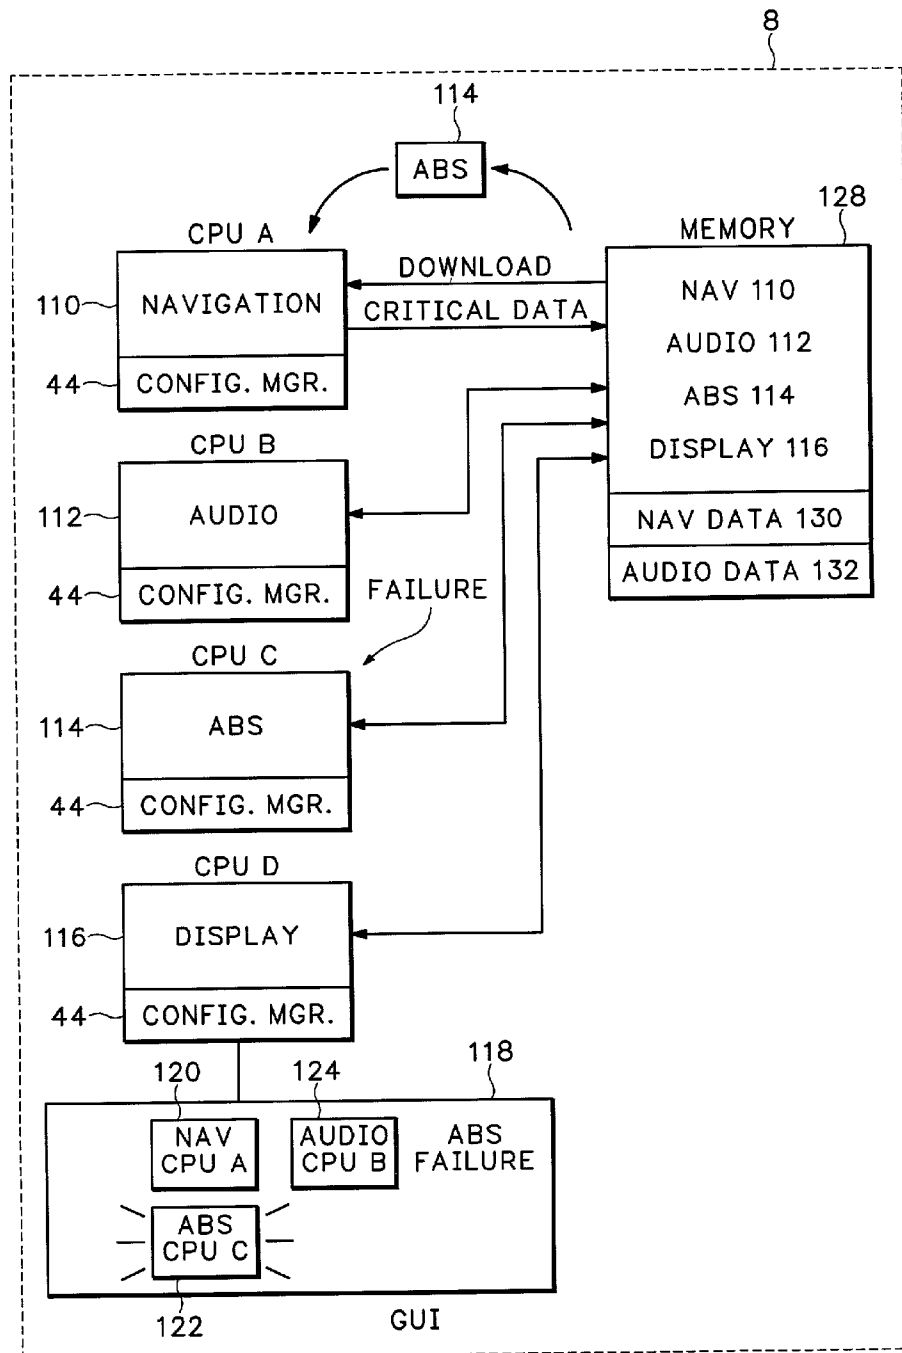 8
114
ABS
128
CPU A
MEMORY
DOWNLOAD
110
NAVIGATION
NAV 110
CRITICAL DATA
AUDIO 112
44
CONFIG. MGR.
ABS 114
CPU B
DISPLAY 116
112
AUDIO
NAV DATA 130
44
CONFIG. MGR.
FAILURE
AUDIO DATA 132
CPU C
114
ABS
44
CONFIG. MGR.
CPU D
116
DISPLAY
44
CONFIG. MGR.
120
124
118
NAV
CPU A
AUDIO
CPU B
ABS
FAILURE
ABS
CPU C
122
GUI